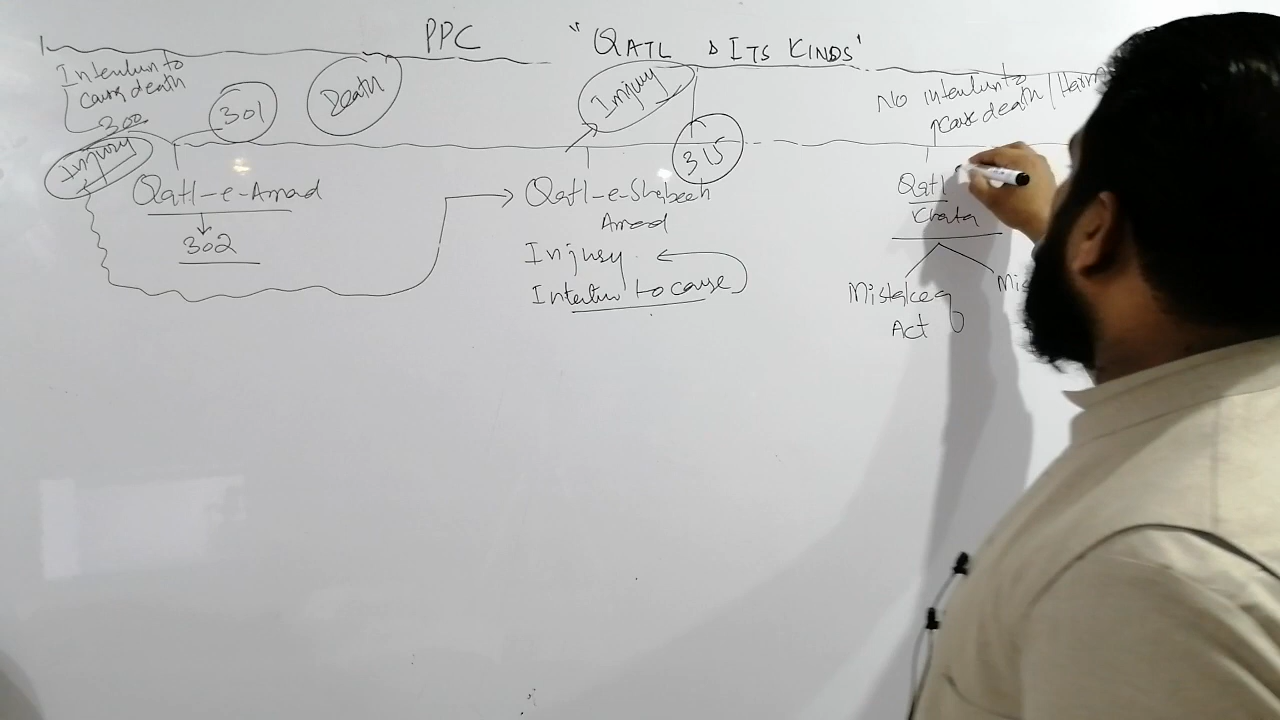 PPC
"QATL & ITS KINDS"
Intention to
cause death
300
301
Death
Injury
315
No intention to
cause death / Harm
Injury
Qatl-e-Amad
302
Qatl-e-Shabeeh
Amad
Injury
Intention to cause
Qatl
Khata
Mistake of
Act
Mis